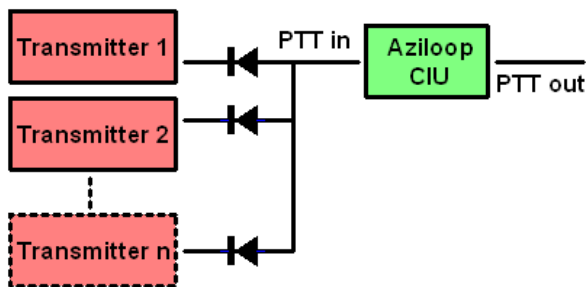 Transmitter 1
PTT in
Aziloop
CIU
PTT out
Transmitter 2
Transmitter n